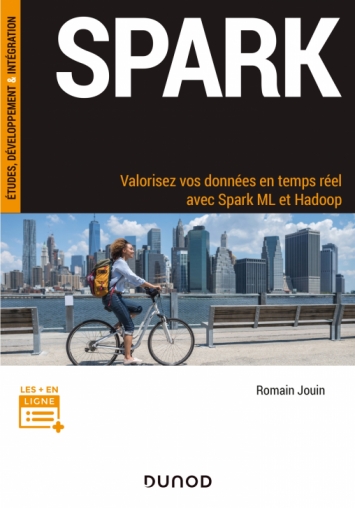 ÉTUDES, DÉVELOPPEMENT & INTÉGRATION
SPARK
Valorisez vos données en temps réel
avec Spark ML et Hadoop
LES + EN
LIGNE
Romain Jouin
DUNOD